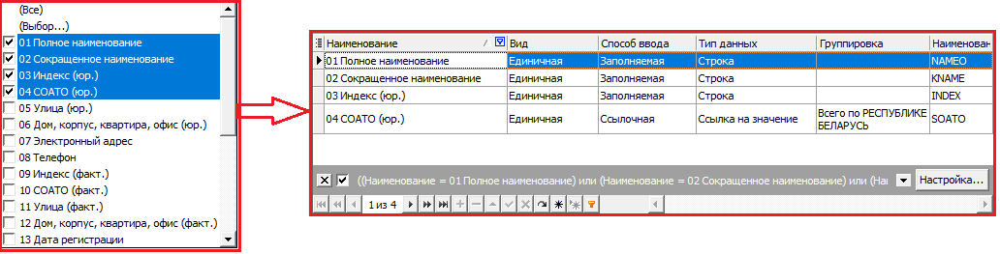 (Все)
(Выбор...)
01 Полное наименование
02 Сокращенное наименование
03 Индекс (юр.)
04 СОАТО (юр.)
05 Улица (юр.)
06 Дом, корпус, квартира, офис (юр.)
07 Электронный адрес
08 Телефон
09 Индекс (факт.)
10 СОАТО (факт.)
11 Улица (факт.)
12 Дом, корпус, квартира, офис (факт.)
13 Дата регистрации
Наименование Вид Способ ввода Тип данных Группировка Наименован
01 Полное наименование Единичная Заполняемая Строка NAMEO
02 Сокращенное наименование Единичная Заполняемая Строка KNAME
03 Индекс (юр.) Единичная Заполняемая Строка INDEX
04 СОАТО (юр.) Единичная Ссылочная Ссылка на значение Всего по РЕСПУБЛИКЕ SOATO
БЕЛАРУСЬ
((Наименование = 01 Полное наименование) или (Наименование = 02 Сокращенное наименование) или (Наи Настройка...
1 из 4